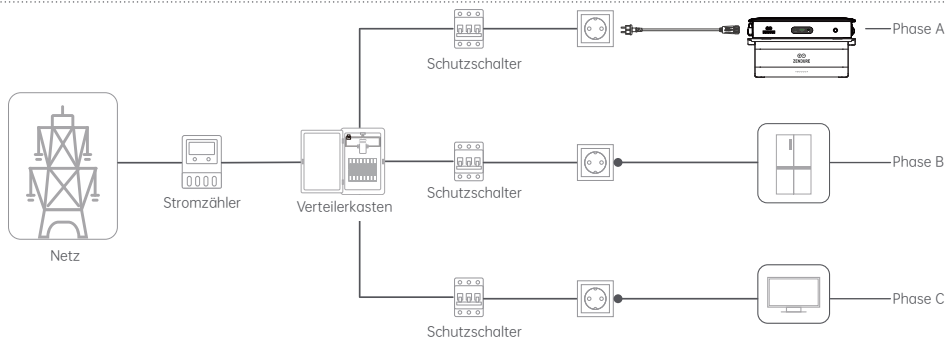 Phase A
Schutzschalter
ZENDURE
Phase B
Schutzschalter
Stromzähler
Verteilerkasten
Netz
Phase C
Schutzschalter